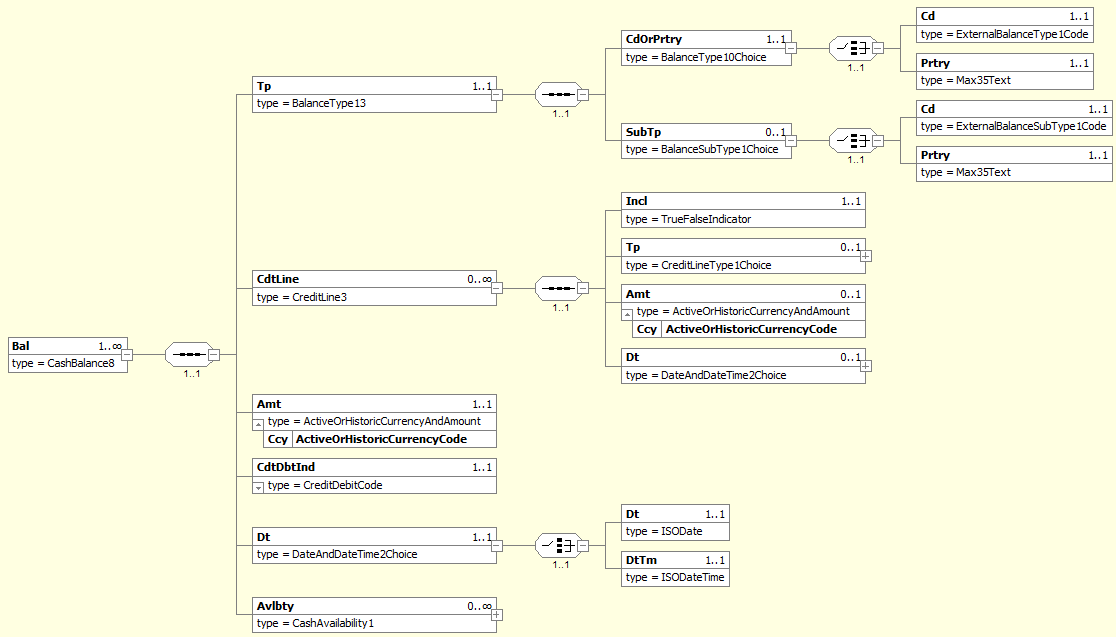 Bal 1..∞
type = CashBalance8
1..1
Tp 1..1
type = BalanceType13
1..1
CdOrPrtry 1..1
type = BalanceType10Choice
1..1
Cd 1..1
type = ExternalBalanceType1Code
Prtry 1..1
type = Max35Text
SubTp 0..1
type = BalanceSubType1Choice
1..1
Cd 1..1
type = ExternalBalanceSubType1Code
Prtry 1..1
type = Max35Text
CdtLine 0..∞
type = CreditLine3
1..1
Incl 1..1
type = TrueFalseIndicator
Tp 0..1
type = CreditLineType1Choice
Amt 0..1
type = ActiveOrHistoricCurrencyAndAmount
Ccy ActiveOrHistoricCurrencyCode
Dt 0..1
type = DateAndDateTime2Choice
Amt 1..1
type = ActiveOrHistoricCurrencyAndAmount
Ccy ActiveOrHistoricCurrencyCode
CdtDbtInd 1..1
type = CreditDebitCode
Dt 1..1
type = DateAndDateTime2Choice
1..1
Dt 1..1
type = ISODate
DtTm 1..1
type = ISODateTime
Avlbty 0..∞
type = CashAvailability1